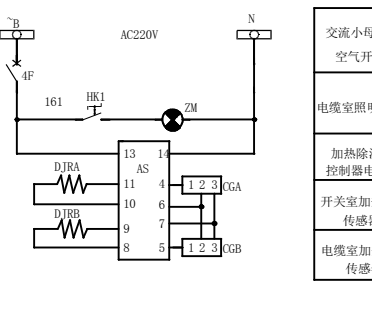 ~B
AC220V
N
4F
161
HK1
ZM
13
14
AS
DJRA
11
10
DJRB
9
8
4
6
7
5
1 2 3
CGA
1 2 3
CGB
交流小母
空气开
电缆室照明
加热除湿
控制器电
开关室加
传感器
电缆室加
传感